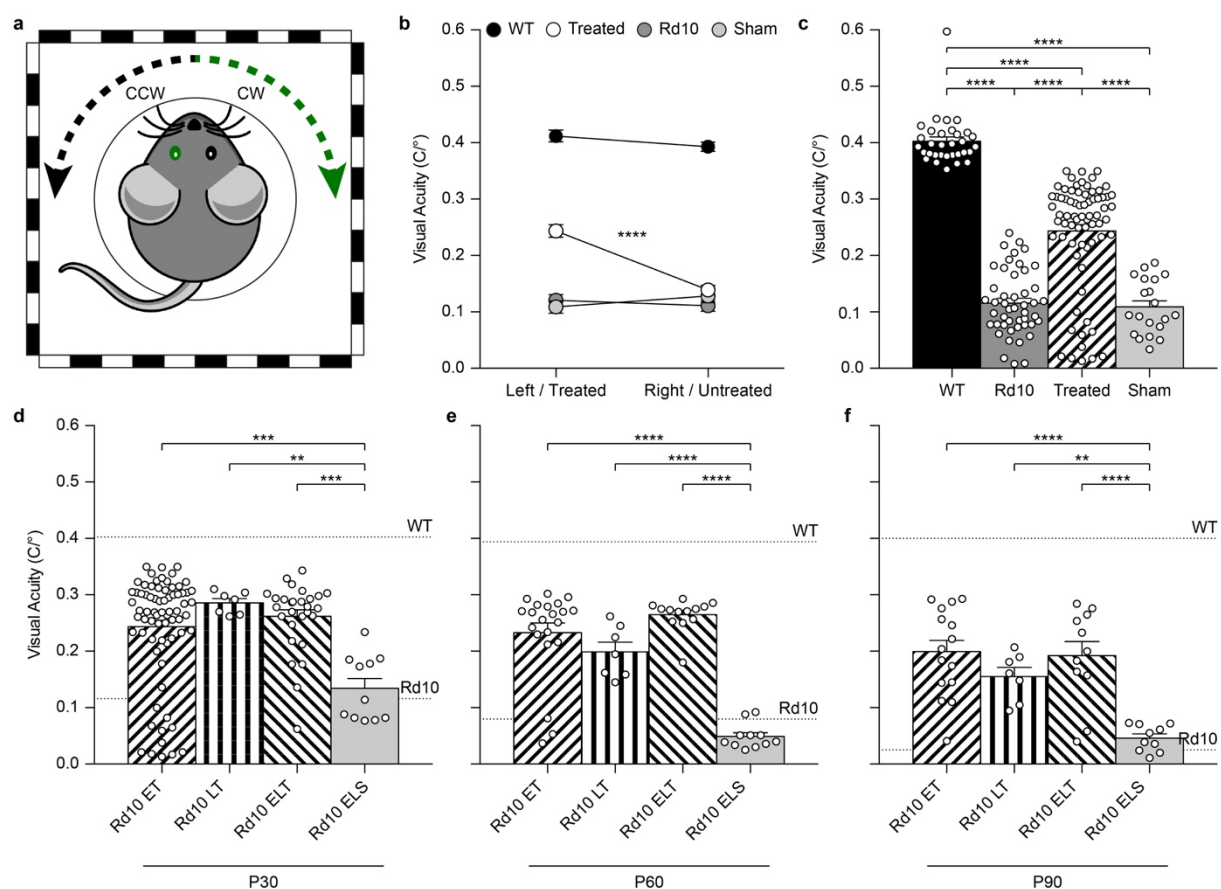 a
CCW CW
b
WT Treated Rd10 Sham
Visual Acuity (C/°)
0.6
0.5
0.4
0.3
0.2
0.1
0.0
****
Left / Treated Right / Untreated
c
Visual Acuity (C/°)
0.6
0.5
0.4
0.3
0.2
0.1
0.0
****
****
**** **** ****
WT Rd10 Treated Sham
d
Visual Acuity (C/°)
0.6
0.5
0.4
0.3
0.2
0.1
0.0
***
**
***
WT
Rd10
Rd10 ET Rd10 LT Rd10 ELT Rd10 ELS
P30
e
****
****
****
WT
Rd10
Rd10 ET Rd10 LT Rd10 ELT Rd10 ELS
P60
f
****
**
****
WT
Rd10
Rd10 ET Rd10 LT Rd10 ELT Rd10 ELS
P90